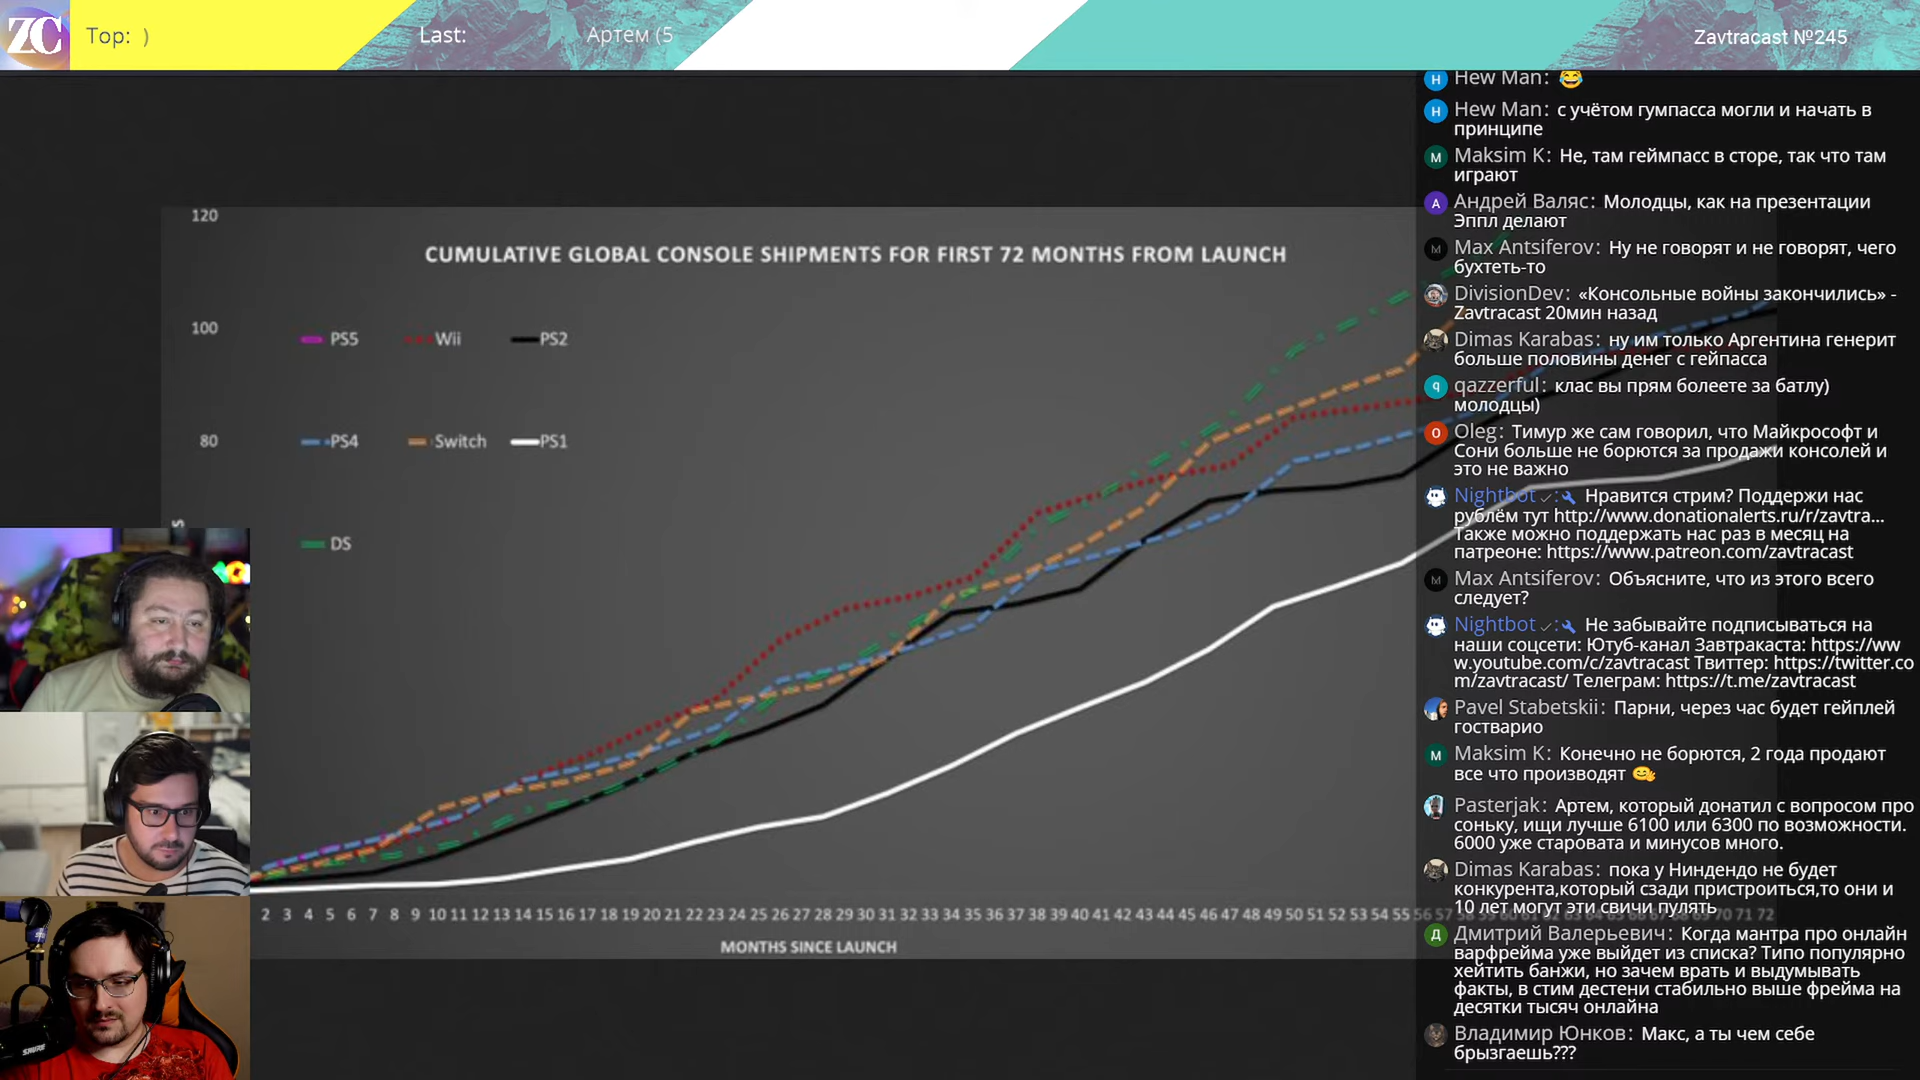 ZC
Top: )
Last:
Артем (5
Zavtracast №245
120
CUMULATIVE GLOBAL CONSOLE SHIPMENTS FOR FIRST 72 MONTHS FROM LAUNCH
100
PS5
Wii
PS2
80
PS4
Switch
PS1
DS
2 3 4 5 6 7 8 9 10 11 12 13 14 15 16 17 18 19 20 21 22 23 24 25 26 27 28 29 30 31 32 33 34 35 36 37 38 39 40 41 42 43 44 45 46 47 48 49 50 51 52 53 54 55 56 57 58 59 60 61 62 63 64 65 66 67 68 69 70 71 72
MONTHS SINCE LAUNCH
SHURE
Hew Man: 😂
Hew Man: с учётом гумпасса могли и начать в
принципе
Maksim K: Не, там геймпасс в сторе, так что там
играют
Андрей Валяс: Молодцы, как на презентации
Эппл делают
Max Antsiferov: Ну не говорят и не говорят, чего
бухтеть-то
DivisionDev: «Консольные войны закончились» -
Zavtracast 20мин назад
Dimas Karabas: ну им только Аргентина генерит
больше половины денег с гейпасса
qazzerful: клас вы прям болеете за батлу)
молодцы)
Oleg: Тимур же сам говорил, что Майкрософт и
Сони больше не борются за продажи консолей и
это не важно
Nightbot ✓:🔧 Нравится стрим? Поддержи нас
рублём тут http://www.donationalerts.ru/r/zavtra...
Также можно поддержать нас раз в месяц на
патреоне: https://www.patreon.com/zavtracast
Max Antsiferov: Объясните, что из этого всего
следует?
Nightbot ✓:🔧 Не забывайте подписываться на
наши соцсети: Ютуб-канал Завтракаста: https://ww
w.youtube.com/c/zavtracast Твиттер: https://twitter.co
m/zavtracast/ Телеграм: https://t.me/zavtracast
Pavel Stabetskii: Парни, через час будет гейплей
гостварио
Maksim K: Конечно не борются, 2 года продают
все что производят
Pasterjak: Артем, который донатил с вопросом про
соньку, ищи лучше 6100 или 6300 по возможности.
6000 уже старовата и минусов много.
Dimas Karabas: пока у Ниндендо не будет
конкурента,который сзади пристроиться,то они и
10 лет могут эти свичи пулять
Дмитрий Валерьевич: Когда мантра про онлайн
варфрейма уже выйдет из списка? Типо популярно
хейтить банжи, но зачем врать и выдумывать
факты, в стим дестени стабильно выше фрейма на
десятки тысяч онлайна
Владимир Юнков: Макс, а ты чем себе
брызгаешь???